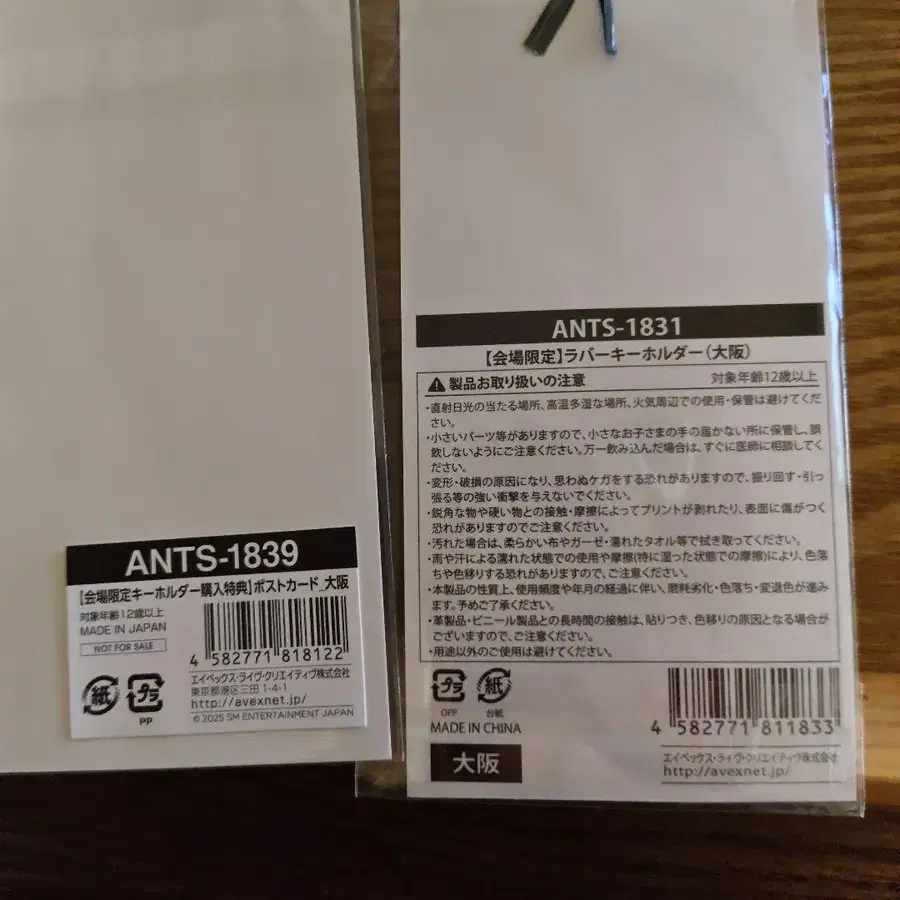 ANTS-1839
【会場限定キーホルダー購入特典】ポストカード_大阪
対象年齢12歳以上
MADE IN JAPAN
NOT FOR SALE
4 582771 818122
紙
プラ
PP
エイベックス・ライヴ・クリエイティヴ株式会社
東京都港区三田 1-4-1
http://avexnet.jp/
© 2025 SM ENTERTAINMENT JAPAN
ANTS-1831
【会場限定】ラバーキーホルダー(大阪)
製品お取り扱いの注意 対象年齢12歳以上
・直射日光の当たる場所、高温多湿な場所、火気周辺での使用・保管は避けてくだ
さい。
・小さいパーツ等がありますので、小さなお子さまの手の届かない所に保管し、誤
飲しないようにご注意ください。万一飲み込んだ場合は、すぐに医師に相談してく
ださい。
・変形・破損の原因になり、思わぬケガをする恐れがありますので、振り回す・引っ
張る等の強い衝撃を与えないでください。
・鋭角な物や硬い物との接触・摩擦によってプリントが剥れたり、表面に傷がつく
恐れがありますのでご注意ください。
・汚れた場合は、柔らかい布やガーゼ・濡れたタオル等で拭き取ってください。
・雨や汗による濡れた状態での使用や摩擦(特に湿った状態での摩擦)により、色落
ちや色移りする恐れがありますので、ご注意ください。
・本製品の性質上、使用頻度や年月の経過に伴い、磨耗劣化・色落ち・変退色が進み
ます。予めご了承ください。
・革製品・ビニール製品との長時間の接触は、貼りつき、色移りの原因となる場合が
ございますので、ご注意ください。
・用途以外のご使用は避けてください。
プラ
OPP
紙
台紙
MADE IN CHINA
大阪
4 582771 811833
エイベックス・ライヴ・クリエイティヴ株式会社
http://avexnet.jp/